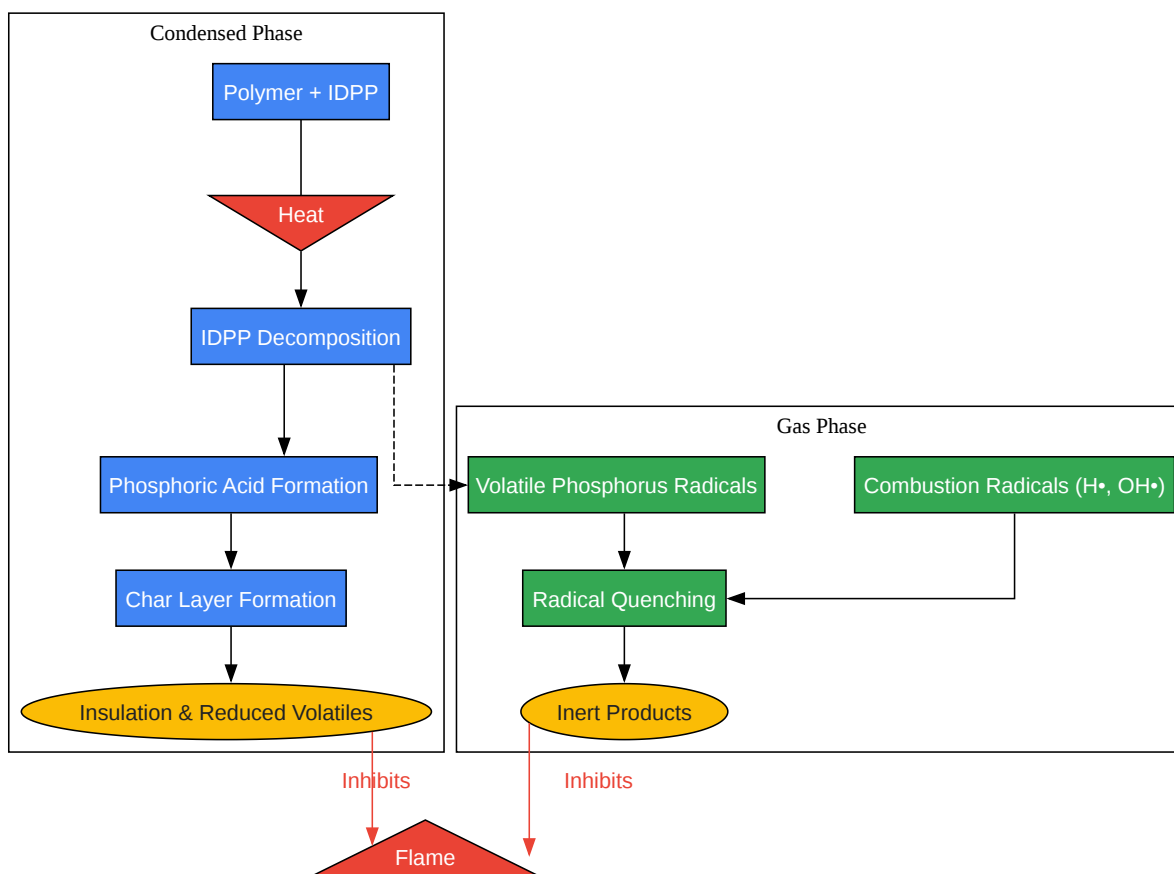 Condensed Phase
Polymer + IDPP
Heat
IDPP Decomposition
Gas Phase
Phosphoric Acid Formation
Volatile Phosphorus Radicals
Combustion Radicals (H•, OH•)
Char Layer Formation
Radical Quenching
Insulation & Reduced Volatiles
Inert Products
Inhibits
Inhibits
Flame